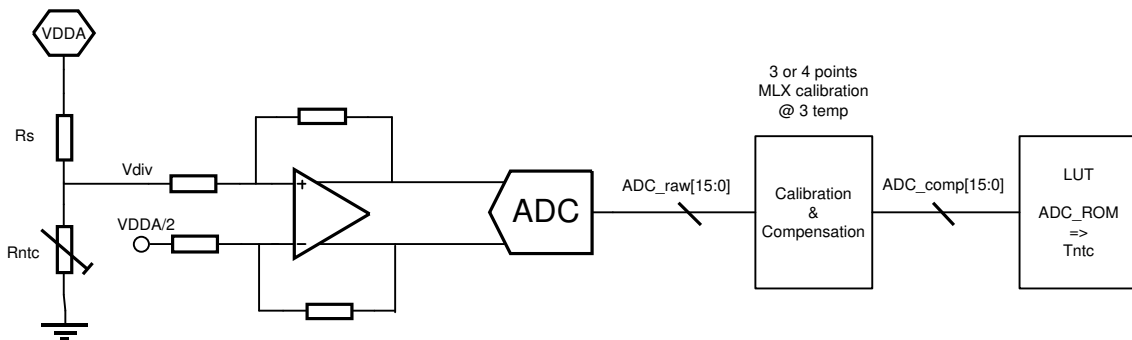 VDDA
3 or 4 points
MLX calibration
@ 3 temp
Rs
Vdiv
+
ADC
ADC_raw[15:0]
Calibration
&
Compensation
ADC_comp[15:0]
LUT
ADC_ROM
=>
Tntc
VDDA/2
−
Rntc